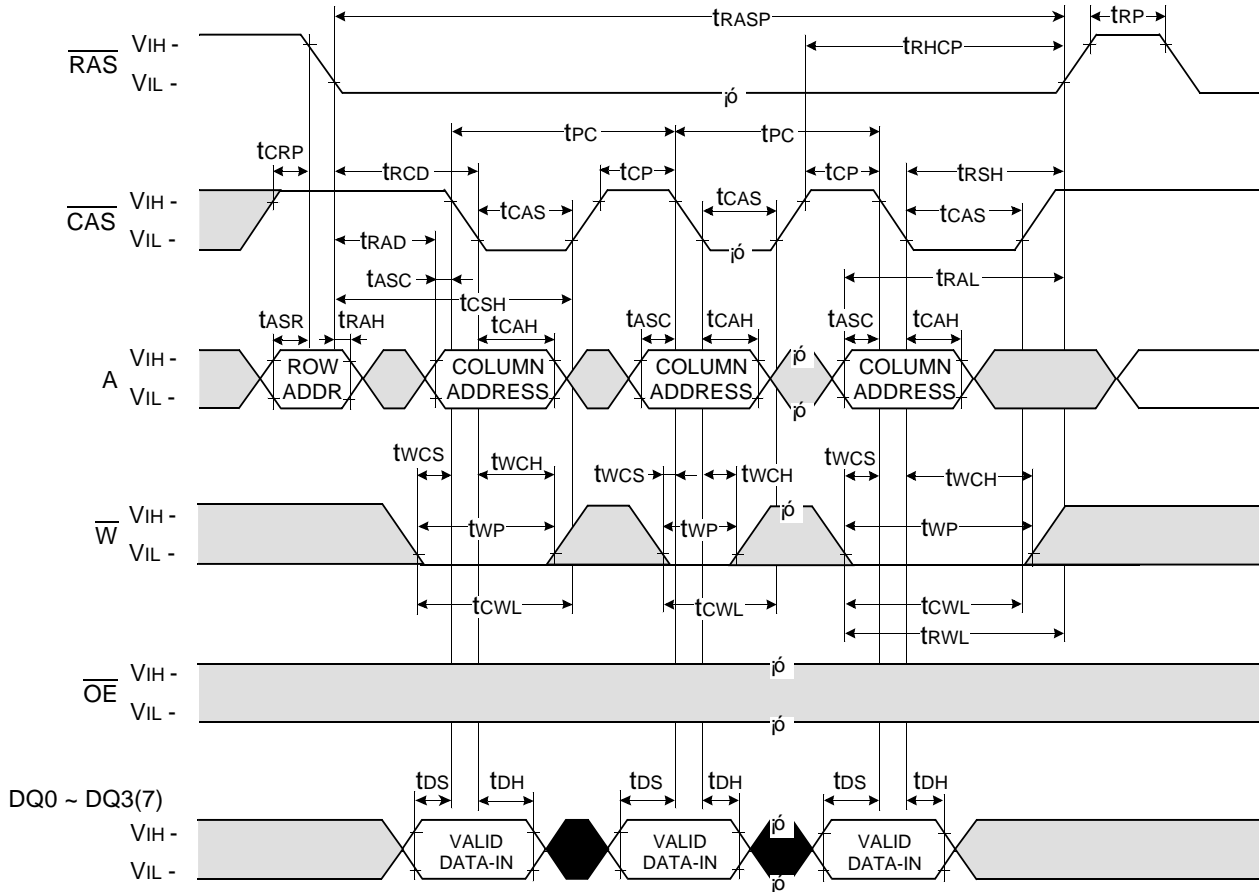 tRASP tRP
tRHCP
RAS VIH -
VIL -
¡ó
tPC tPC
tCRP
tRCD tCP tCP tRSH
CAS VIH -
VIL -
tCAS tCAS tCAS
¡ó
tRAD
tASC tCSH tRAL
tASR tRAH tCAH tASC tCAH tASC tCAH
A VIH -
VIL -
ROW ADDR
COLUMN ADDRESS
COLUMN ADDRESS
COLUMN ADDRESS
¡ó
¡ó
tWCS tWCH tWCS tWCH tWCS tWCH
W VIH -
VIL -
tWP tWP tWP
¡ó
tCWL tCWL tCWL
tRWL
OE VIH -
VIL -
¡ó
¡ó
tDS tDH tDS tDH tDS tDH
DQ0 ~ DQ3(7)
VIH -
VIL -
VALID DATA-IN
VALID DATA-IN
VALID DATA-IN
¡ó
¡ó